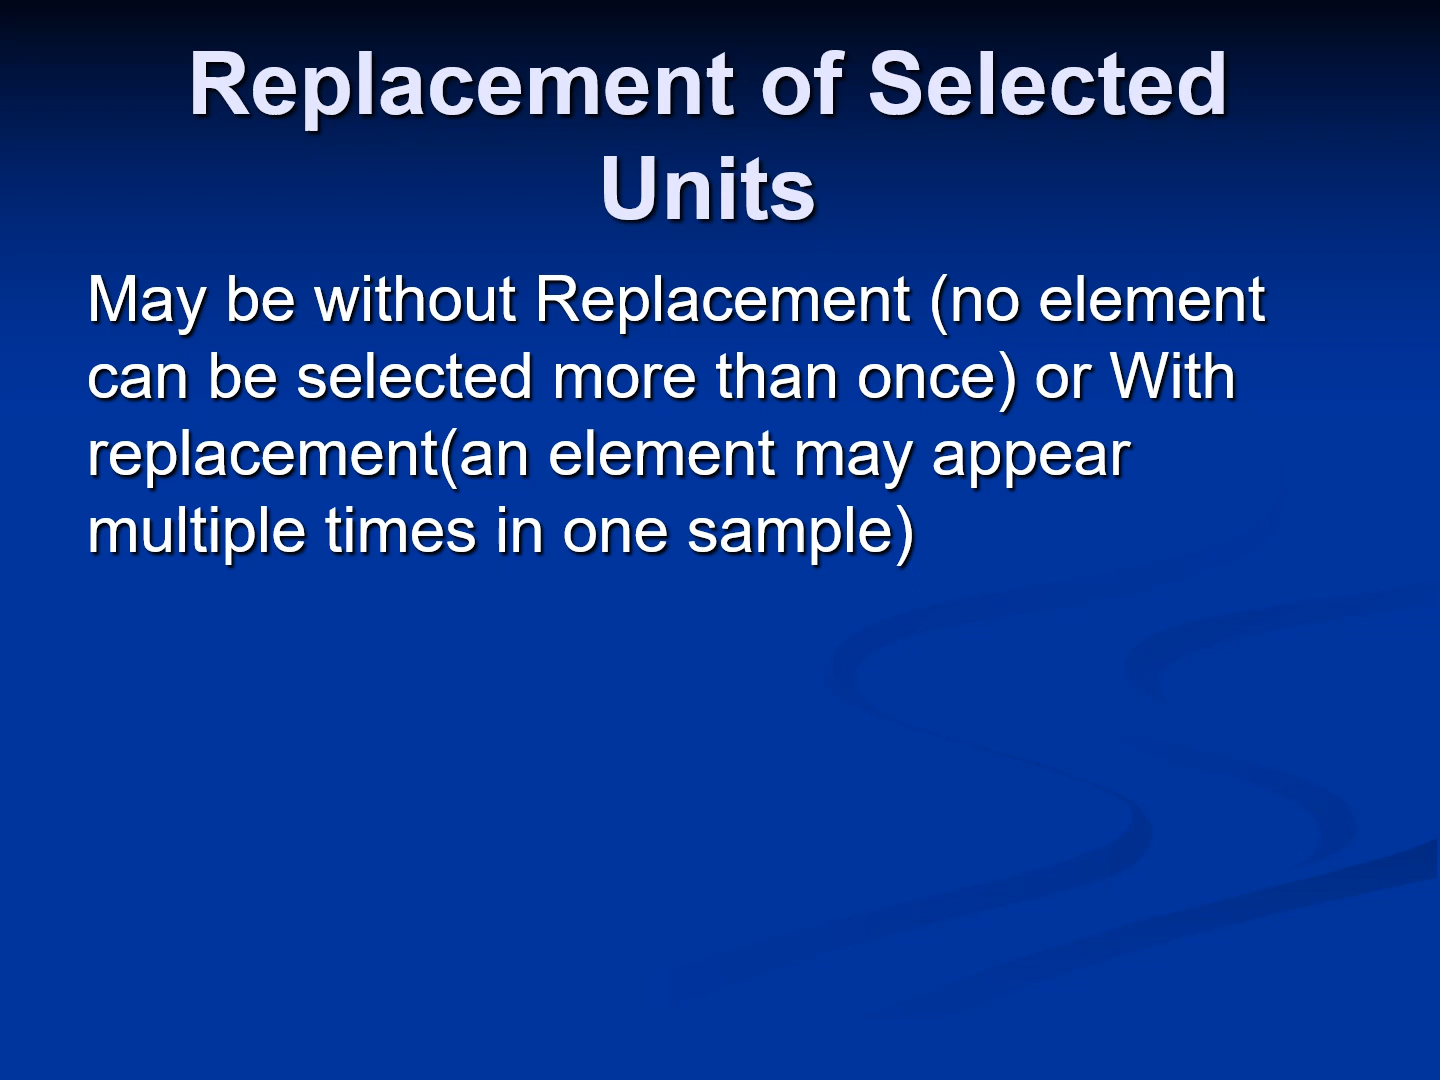 Replacement of Selected
Units
May be without Replacement (no element
can be selected more than once) or With
replacement(an element may appear
multiple times in one sample)